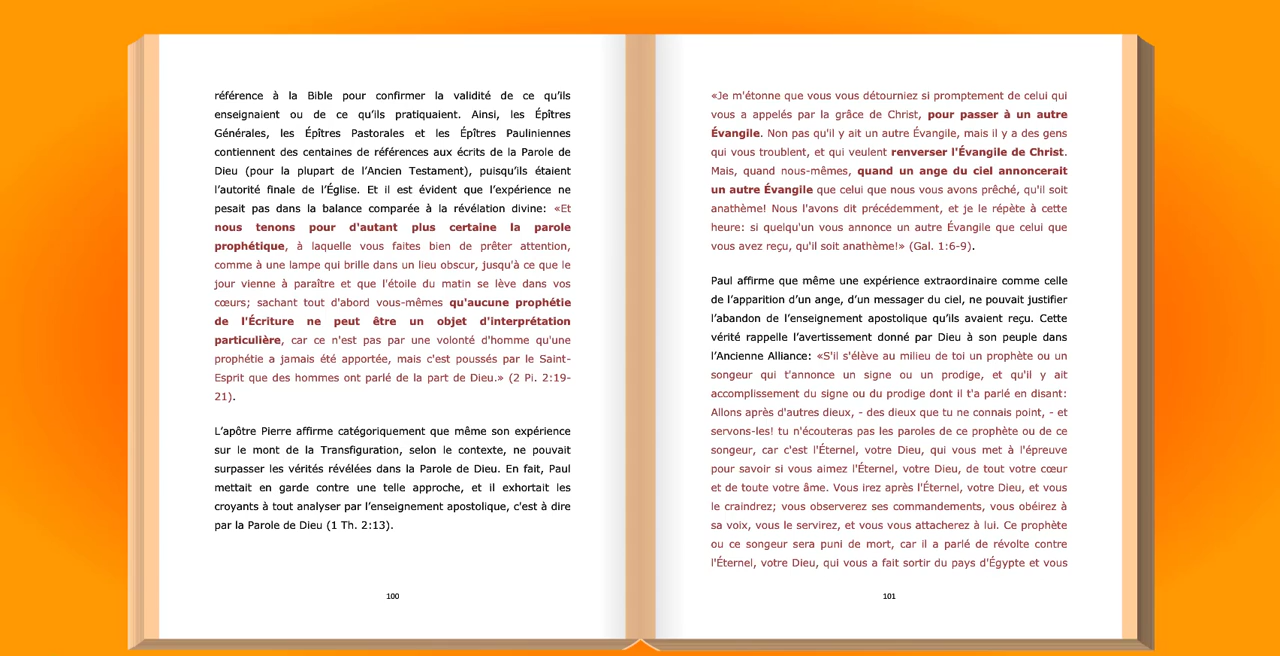 référence à la Bible pour confirmer la validité de ce qu’ils
enseignaient ou de ce qu’ils pratiquaient. Ainsi, les Épîtres
Générales, les Épîtres Pastorales et les Épîtres Pauliniennes
contiennent des centaines de références aux écrits de la Parole de
Dieu (pour la plupart de l’Ancien Testament), puisqu’ils étaient
l’autorité finale de l’Église. Et il est évident que l’expérience ne
pesait pas dans la balance comparée à la révélation divine: «Et
nous tenons pour d'autant plus certaine la parole
prophétique, à laquelle vous faites bien de prêter attention,
comme à une lampe qui brille dans un lieu obscur, jusqu'à ce que le
jour vienne à paraître et que l'étoile du matin se lève dans vos
cœurs; sachant tout d'abord vous-mêmes qu'aucune prophétie
de l'Écriture ne peut être un objet d'interprétation
particulière, car ce n'est pas par une volonté d'homme qu'une
prophétie a jamais été apportée, mais c'est poussés par le Saint-
Esprit que des hommes ont parlé de la part de Dieu.» (2 Pi. 2:19-
21).
L’apôtre Pierre affirme catégoriquement que même son expérience
sur le mont de la Transfiguration, selon le contexte, ne pouvait
surpasser les vérités révélées dans la Parole de Dieu. En fait, Paul
mettait en garde contre une telle approche, et il exhortait les
croyants à tout analyser par l’enseignement apostolique, c'est à dire
par la Parole de Dieu (1 Th. 2:13).
100
«Je m'étonne que vous vous détourniez si promptement de celui qui
vous a appelés par la grâce de Christ, pour passer à un autre
Évangile. Non pas qu'il y ait un autre Évangile, mais il y a des gens
qui vous troublent, et qui veulent renverser l'Évangile de Christ.
Mais, quand nous-mêmes, quand un ange du ciel annoncerait
un autre Évangile que celui que nous vous avons prêché, qu'il soit
anathème! Nous l'avons dit précédemment, et je le répète à cette
heure: si quelqu'un vous annonce un autre Évangile que celui que
vous avez reçu, qu'il soit anathème!» (Gal. 1:6-9).
Paul affirme que même une expérience extraordinaire comme celle
de l’apparition d’un ange, d’un messager du ciel, ne pouvait justifier
l’abandon de l’enseignement apostolique qu’ils avaient reçu. Cette
vérité rappelle l’avertissement donné par Dieu à son peuple dans
l’Ancienne Alliance: «S'il s'élève au milieu de toi un prophète ou un
songeur qui t'annonce un signe ou un prodige, et qu'il y ait
accomplissement du signe ou du prodige dont il t'a parlé en disant:
Allons après d'autres dieux, - des dieux que tu ne connais point, - et
servons-les! tu n'écouteras pas les paroles de ce prophète ou de ce
songeur, car c'est l'Éternel, votre Dieu, qui vous met à l'épreuve
pour savoir si vous aimez l'Éternel, votre Dieu, de tout votre cœur
et de toute votre âme. Vous irez après l'Éternel, votre Dieu, et vous
le craindrez; vous observerez ses commandements, vous obéirez à
sa voix, vous le servirez, et vous vous attacherez à lui. Ce prophète
ou ce songeur sera puni de mort, car il a parlé de révolte contre
l'Éternel, votre Dieu, qui vous a fait sortir du pays d'Égypte et vous
101